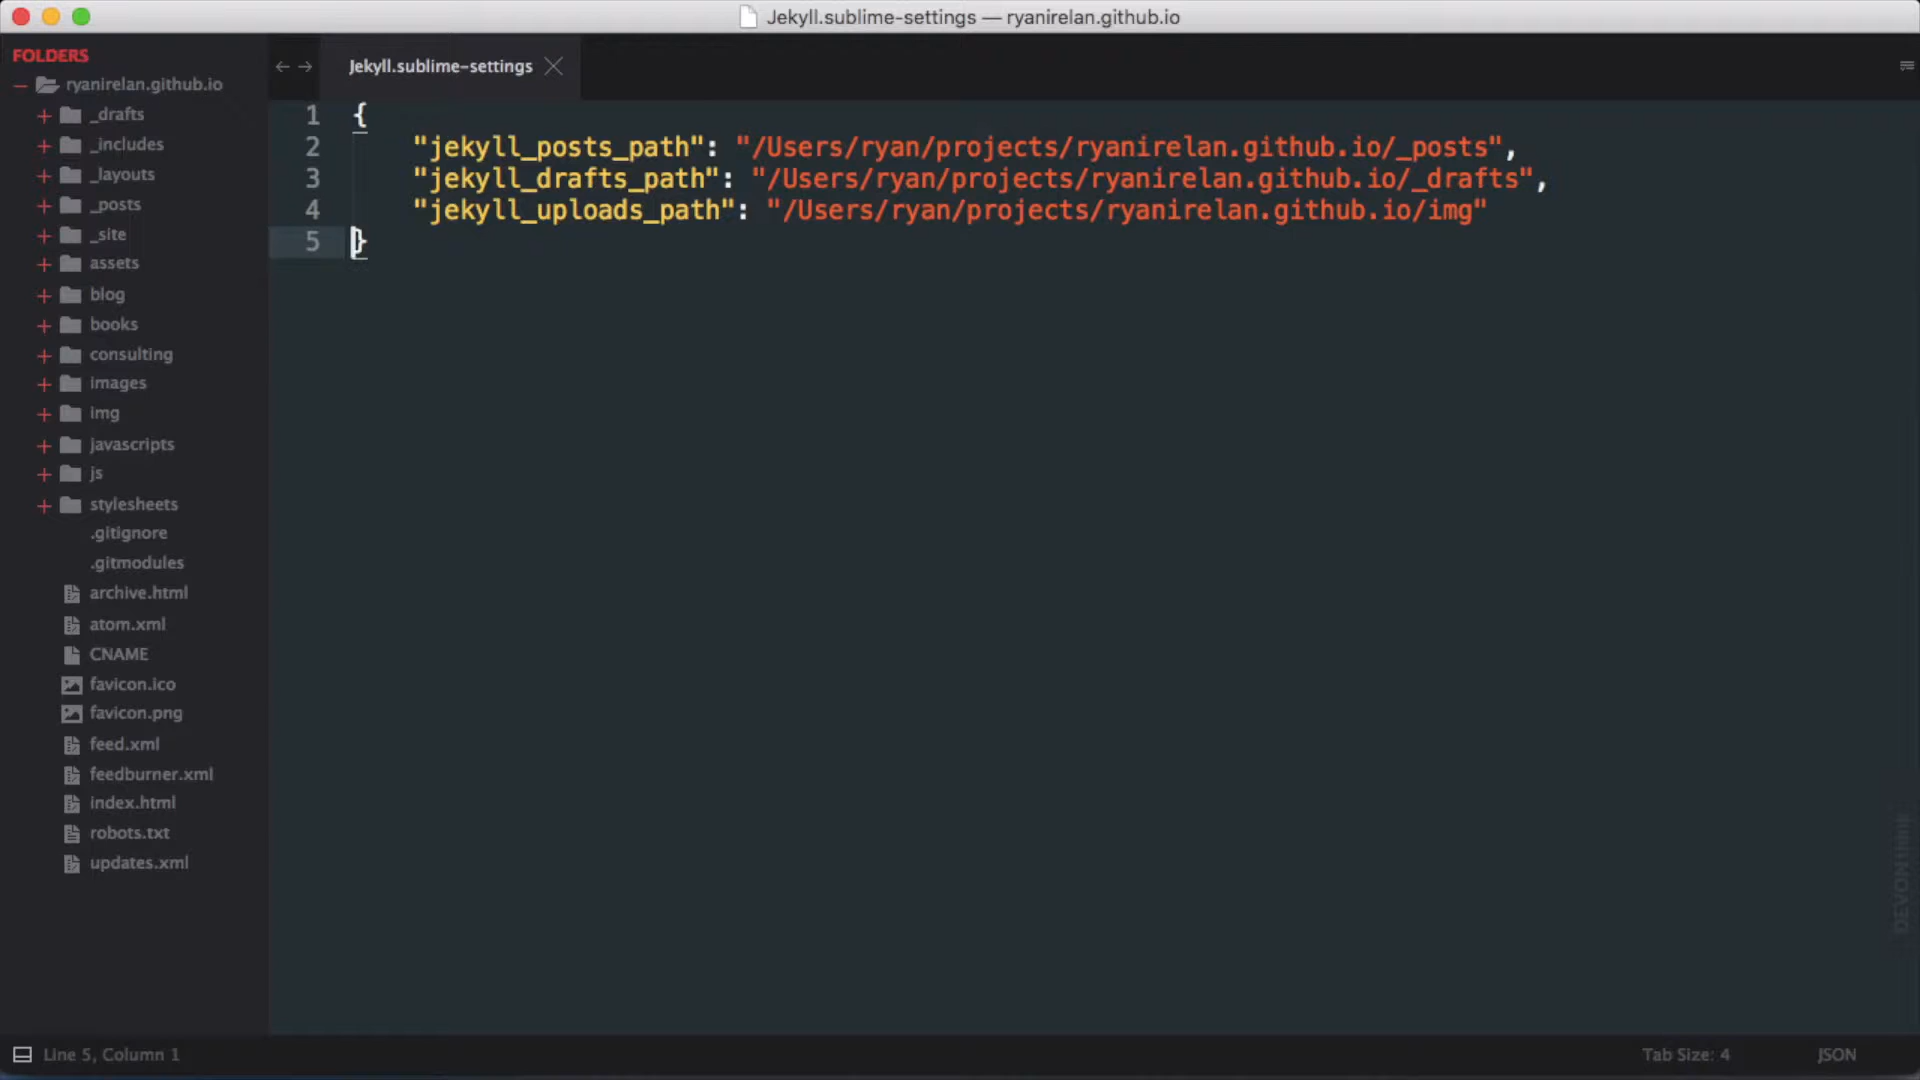 Jekyll.sublime-settings — ryanirelan.github.io
FOLDERS
ryanirelan.github.io
_drafts
_includes
_layouts
_posts
_site
assets
blog
books
consulting
images
img
javascripts
js
stylesheets
.gitignore
.gitmodules
archive.html
atom.xml
CNAME
favicon.ico
favicon.png
feed.xml
feedburner.xml
index.html
robots.txt
updates.xml
Jekyll.sublime-settings
1 {
2 "jekyll_posts_path": "/Users/ryan/projects/ryanirelan.github.io/_posts",
3 "jekyll_drafts_path": "/Users/ryan/projects/ryanirelan.github.io/_drafts",
4 "jekyll_uploads_path": "/Users/ryan/projects/ryanirelan.github.io/img"
5 }
DEVONthink
Line 5, Column 1
Tab Size: 4
JSON